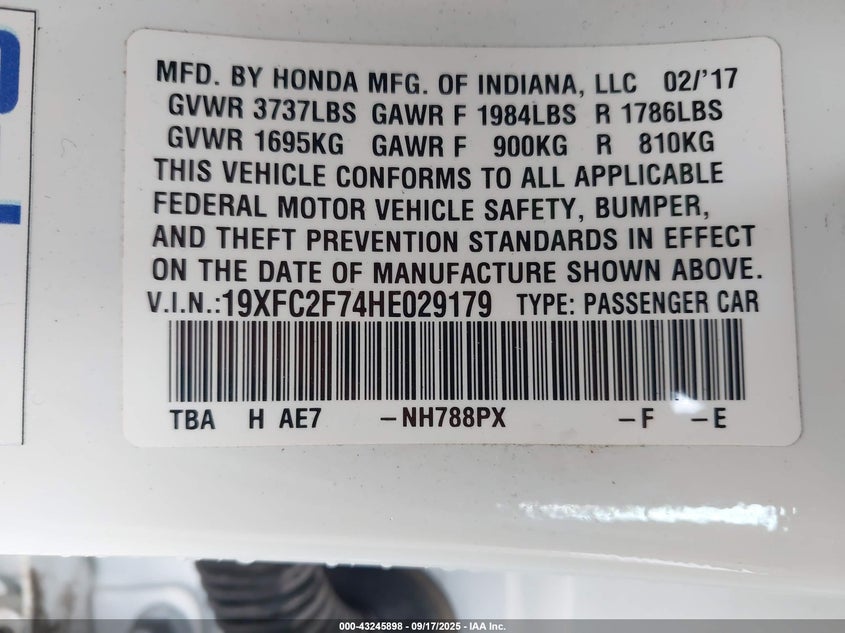 MFD. BY HONDA MFG. OF INDIANA, LLC 02/'17
GVWR 3737LBS GAWR F 1984LBS R 1786LBS
GVWR 1695KG GAWR F 900KG R 810KG
THIS VEHICLE CONFORMS TO ALL APPLICABLE
FEDERAL MOTOR VEHICLE SAFETY, BUMPER,
AND THEFT PREVENTION STANDARDS IN EFFECT
ON THE DATE OF MANUFACTURE SHOWN ABOVE.
V.I.N.:19XFC2F74HE029179 TYPE: PASSENGER CAR
TBA H AE7 -NH788PX -F -E
000-43245898 - 09/17/2025 - IAA Inc.